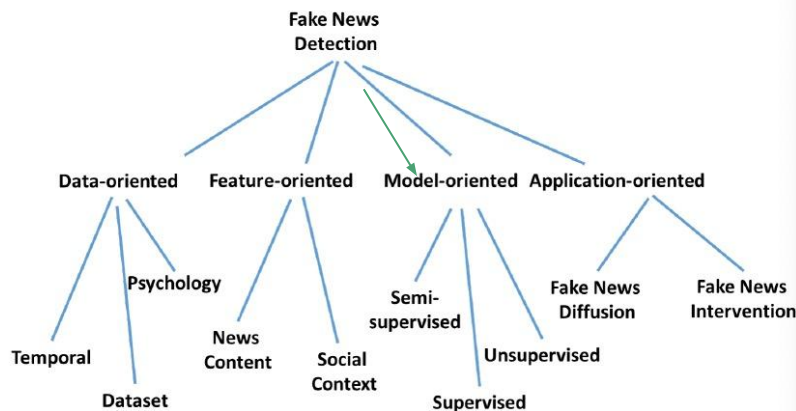 Fake News
Detection
Data-oriented
Feature-oriented
Model-oriented
Application-oriented
Psychology
Temporal
Dataset
News
Content
Social
Context
Semi-
supervised
Unsupervised
Supervised
Fake News
Diffusion
Fake News
Intervention